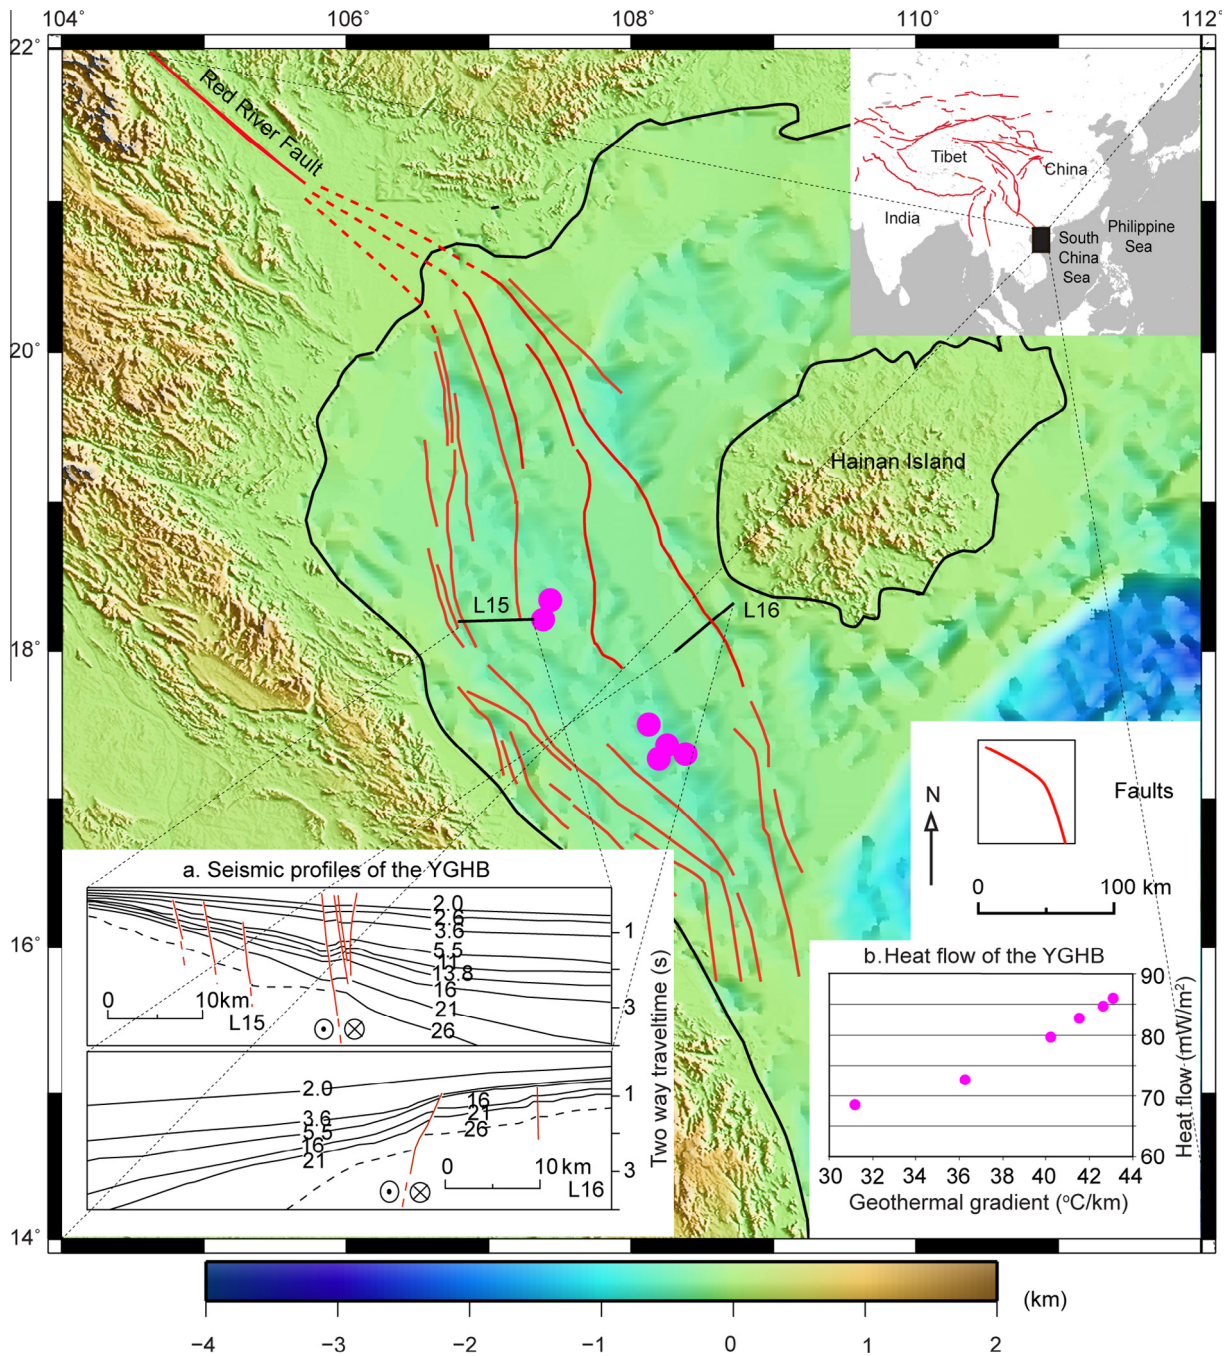 104° 106° 108° 110° 112°
22°
20°
18°
16°
14°
Red River Fault
Tibet
China
India
South
China
Sea
Philippine
Sea
Hainan Island
L15
L16
N
Faults
0 100 km
a. Seismic profiles of the YGHB
2.0
2.6
3.6
5.5
11
13.8
16
21
26
0 10km
L15
1
3
2.0
3.6
5.5
16
21
16
21
26
0 10 km
L16
1
3
Two way traveltime (s)
b. Heat flow of the YGHB
90
80
70
60
30 32 34 36 38 40 42 44
Geothermal gradient (°C/km)
Heat flow (mW/m²)
−4 −3 −2 −1 0 1 2
(km)